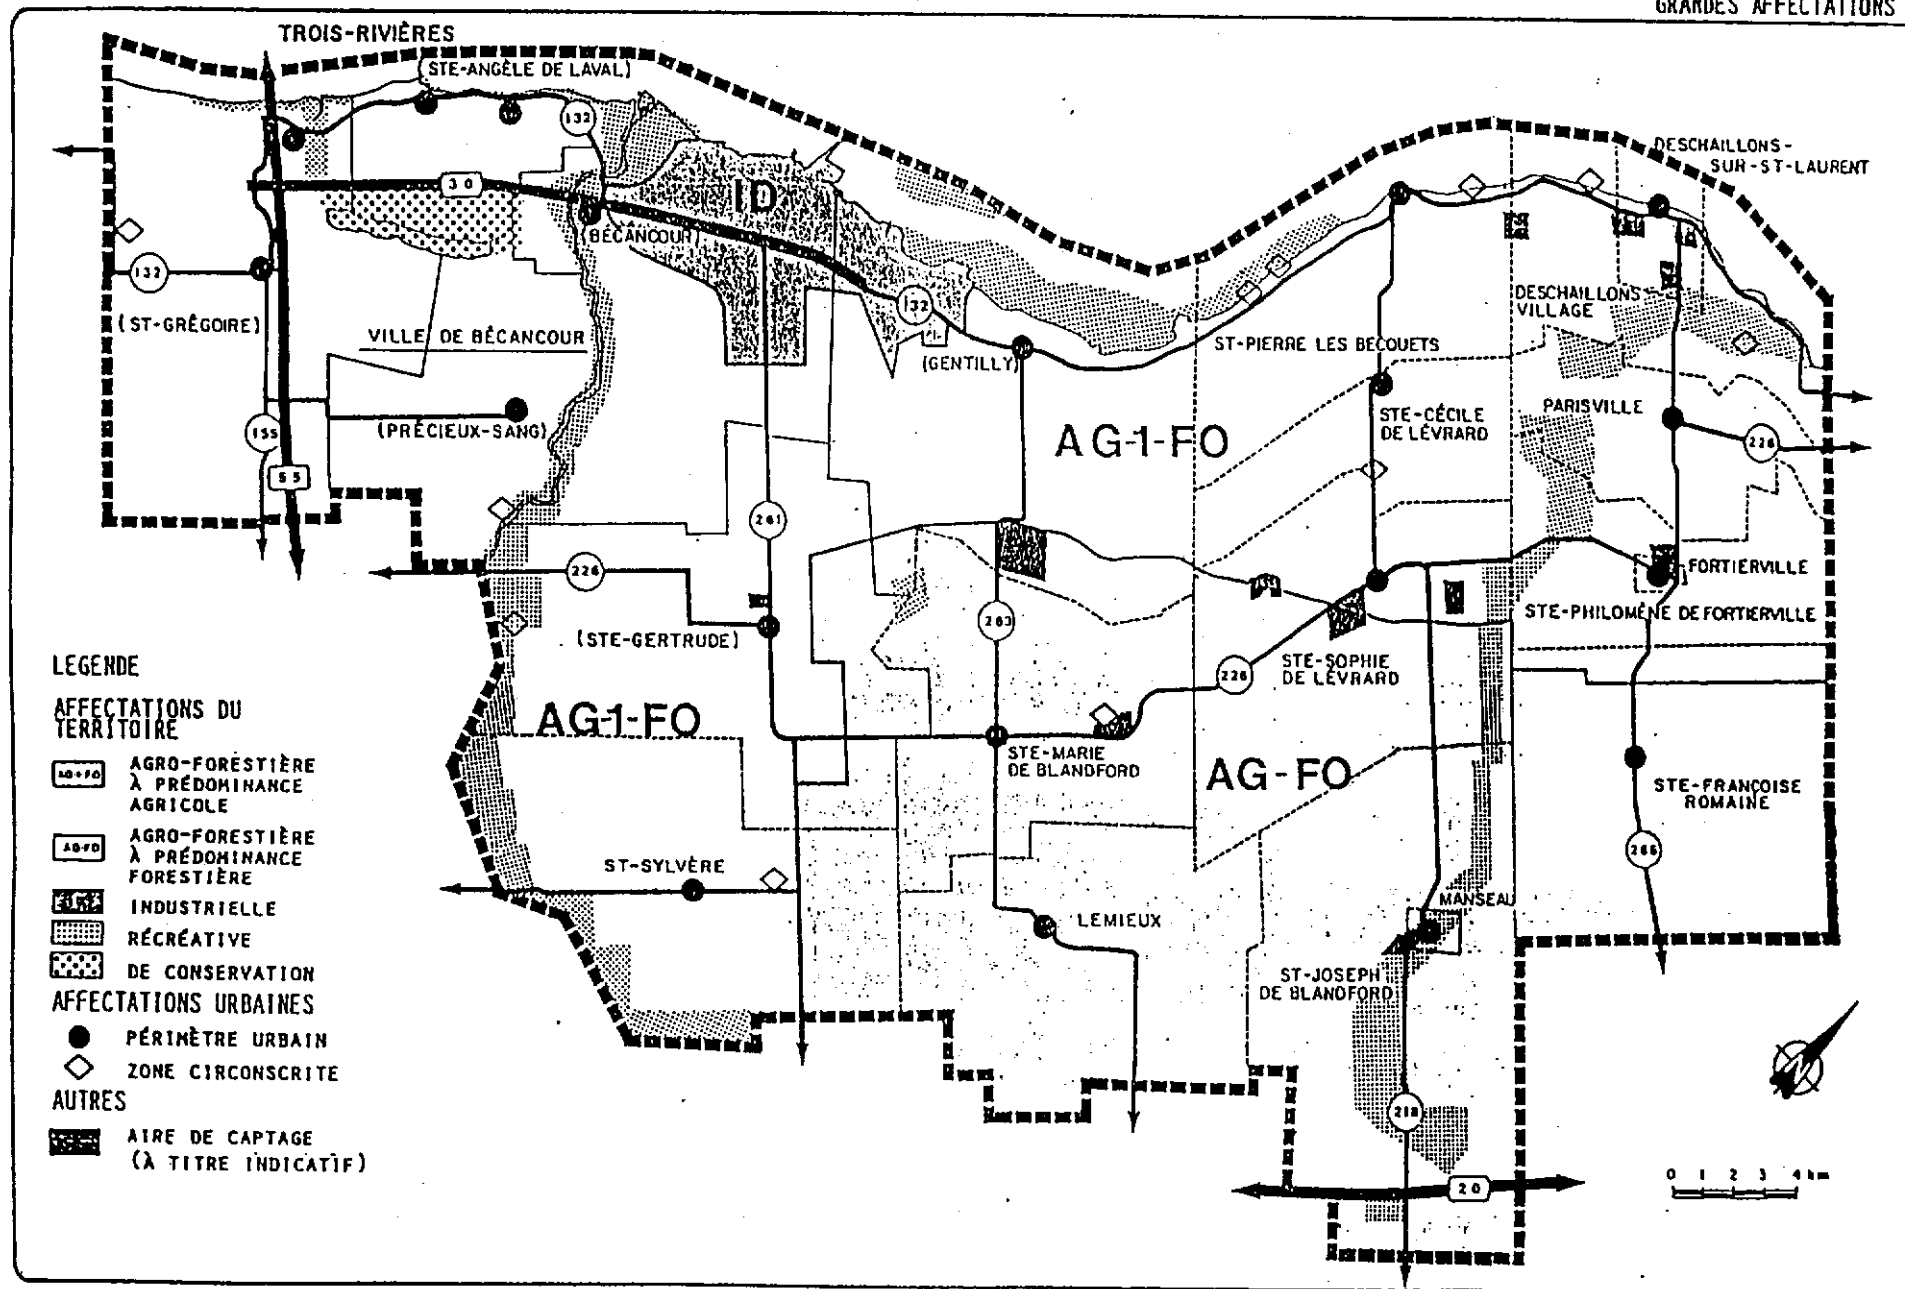 GRANDES AFFECTATIONS
TROIS-RIVIÈRES
STE-ANGÈLE DE LAVAL)
132
DESCHAILLONS-
SUR-ST-LAURENT
30
ID
(BÉCANCOUR)
132
(ST-GRÉGOIRE)
VILLE DE BÉCANCOUR
132
(GENTILLY)
DESCHAILLONS
VILLAGE
ST-PIERRE LES BECQUETS
(PRÉCIEUX-SANG)
155
55
AG-1-FO
STE-CÉCILE
DE LÉVRARD
PARISVILLE
226
261
226
263
(STE-GERTRUDE)
FORTIERVILLE
STE-PHILOMÈNE DE FORTIERVILLE
STE-SOPHIE
DE LÉVRARD
226
AG-1-FO
STE-MARIE
DE BLANDFORD
AG-FO
STE-FRANÇOISE
ROMAINE
265
ST-SYLVÈRE
LEMIEUX
MANSEAU
ST-JOSEPH
DE BLANDFORD
218
20
0 1 2 3 4 km
LEGENDE
AFFECTATIONS DU
TERRITOIRE
AGRO-FORESTIÈRE
À PRÉDOMINANCE
AGRICOLE
AG-FO
AGRO-FORESTIÈRE
À PRÉDOMINANCE
FORESTIÈRE
INDUSTRIELLE
RÉCRÉATIVE
DE CONSERVATION
AFFECTATIONS URBAINES
PÉRIMÈTRE URBAIN
ZONE CIRCONSCRITE
AUTRES
AIRE DE CAPTAGE
(À TITRE INDICATIF)